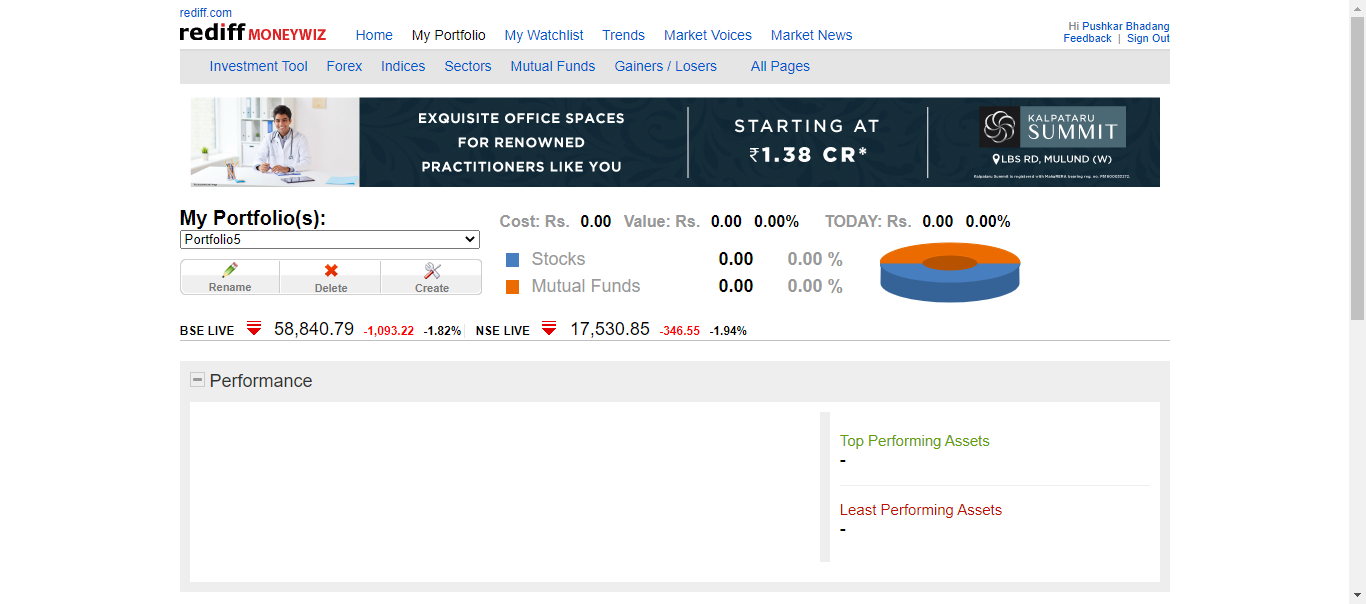 rediff.com
rediff MONEYWIZ Home My Portfolio My Watchlist Trends Market Voices Market News
Hi Pushkar Bhadang
Feedback | Sign Out
Investment Tool Forex Indices Sectors Mutual Funds Gainers / Losers All Pages
EXQUISITE OFFICE SPACES
FOR RENOWNED
PRACTITIONERS LIKE YOU
STARTING AT
₹1.38 CR*
KALPATARU
SUMMIT
LBS RD, MULUND (W)
My Portfolio(s):
Portfolio5
Rename Delete Create
Cost: Rs. 0.00 Value: Rs. 0.00 0.00% TODAY: Rs. 0.00 0.00%
Stocks 0.00 0.00 %
Mutual Funds 0.00 0.00 %
BSE LIVE 58,840.79 -1,093.22 -1.82% NSE LIVE 17,530.85 -346.55 -1.94%
Performance
Top Performing Assets
-
Least Performing Assets
-